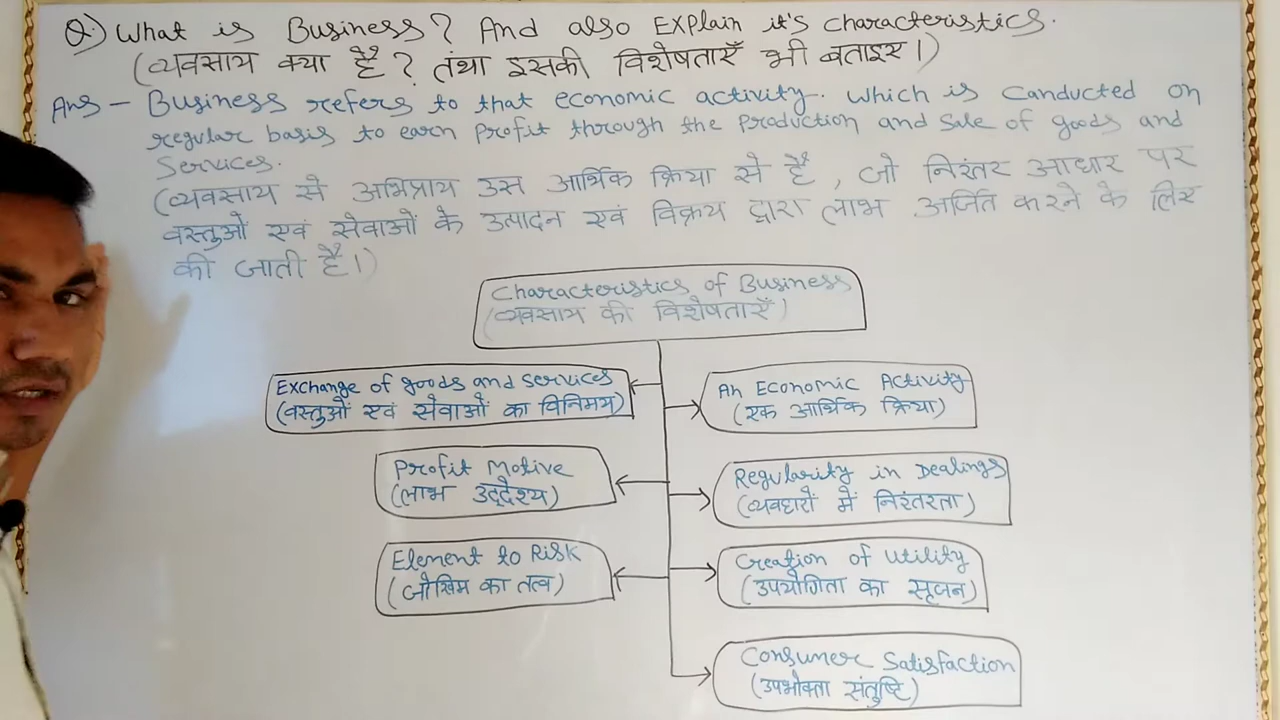 Q.) What is Business? And also Explain it's characteristics.
(व्यवसाय क्या है? तथा इसकी विशेषताएँ भी बताइए।)
Ans - Business refers to that economic activity. Which is Canducted on
regular basis to earn Profit through the Production and Sale of goods and
Services.
(व्यवसाय से अभिप्राय उस आर्थिक क्रिया से है, जो निरंतर आधार पर
वस्तुओं एवं सेवाओं के उत्पादन एवं विक्रय द्वारा लाभ अर्जित करने के लिए
की जाती है।)
Characteristics of Business
(व्यवसाय की विशेषताएँ)
Exchange of goods and services
(वस्तुओं एवं सेवाओं का विनिमय)
An Economic Activity
(एक आर्थिक क्रिया)
Profit Motive
(लाभ उद्देश्य)
Regularity in Dealings
(व्यवहारों में निरंतरता)
Element to Risk
(जोखिम का तत्व)
Creation of Utility
(उपयोगिता का सृजन)
Consumer Satisfaction
(उपभोक्ता संतुष्टि)